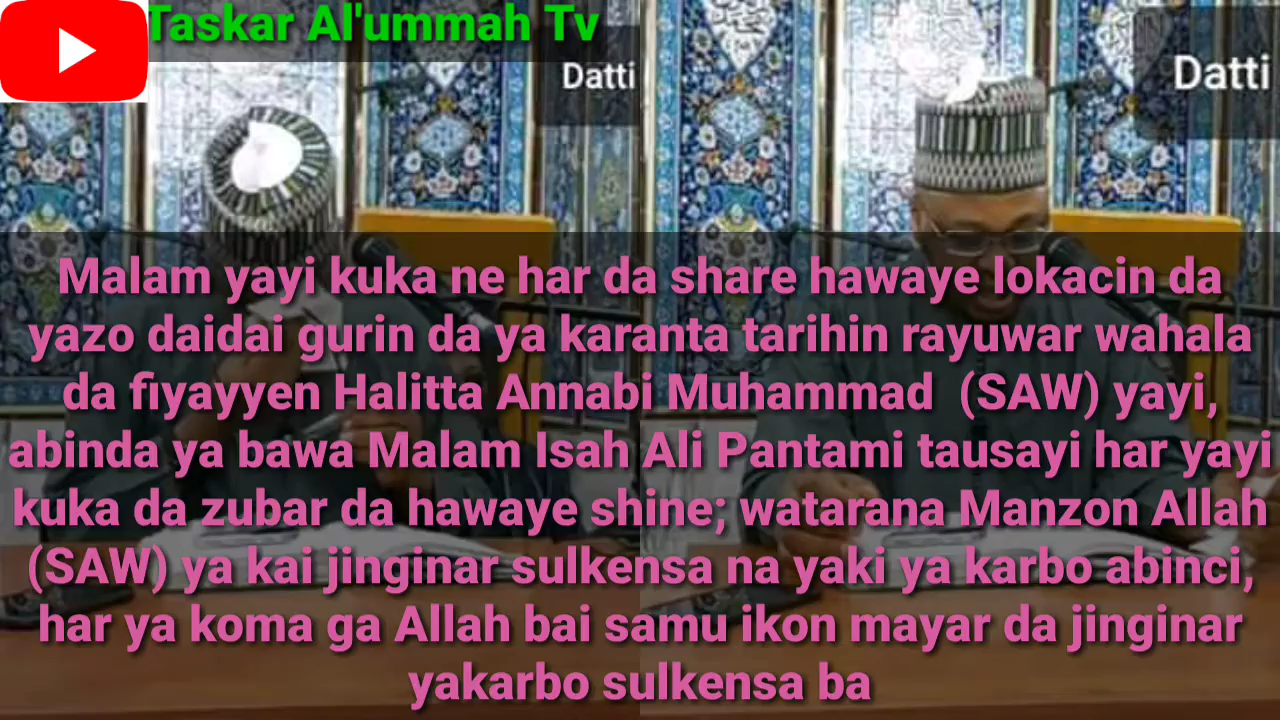 Taskar Al'ummah Tv
Datti
Datti
Malam yayi kuka ne har da share hawaye lokacin da
yazo daidai gurin da ya karanta tarihin rayuwar wahala
da fiyayyen Halitta Annabi Muhammad (SAW) yayi,
abinda ya bawa Malam Isah Ali Pantami tausayi har yayi
kuka da zubar da hawaye shine; watarana Manzon Allah
(SAW) ya kai jinginar sulkensa na yaki ya karbo abinci,
har ya koma ga Allah bai samu ikon mayar da jinginar
yakarbo sulkensa ba